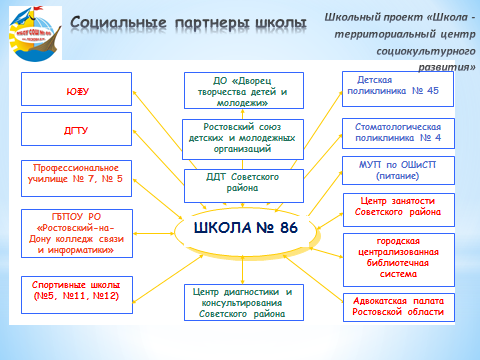 Социальные партнеры школы
Школьный проект «Школа -
территориальный центр
социокультурного
развития»
ЮФУ
ДГТУ
Профессиональное
училище № 7, № 5
ГБПОУ РО
«Ростовский-на-
Дону колледж связи
и информатики»
Спортивные школы
(№5, №11, №12)
ДО «Дворец
творчества детей и
молодежи»
Ростовский союз
детских и молодежных
организаций
ДДТ Советского
района
ШКОЛА № 86
Центр диагностики и
консультирования
Советского района
Детская
поликлиника № 45
Стоматологическая
поликлиника № 4
МУП по ОШиСП
(питание)
Центр занятости
Советского района
городская
централизованная
библиотечная
система
Адвокатская палата
Ростовской области